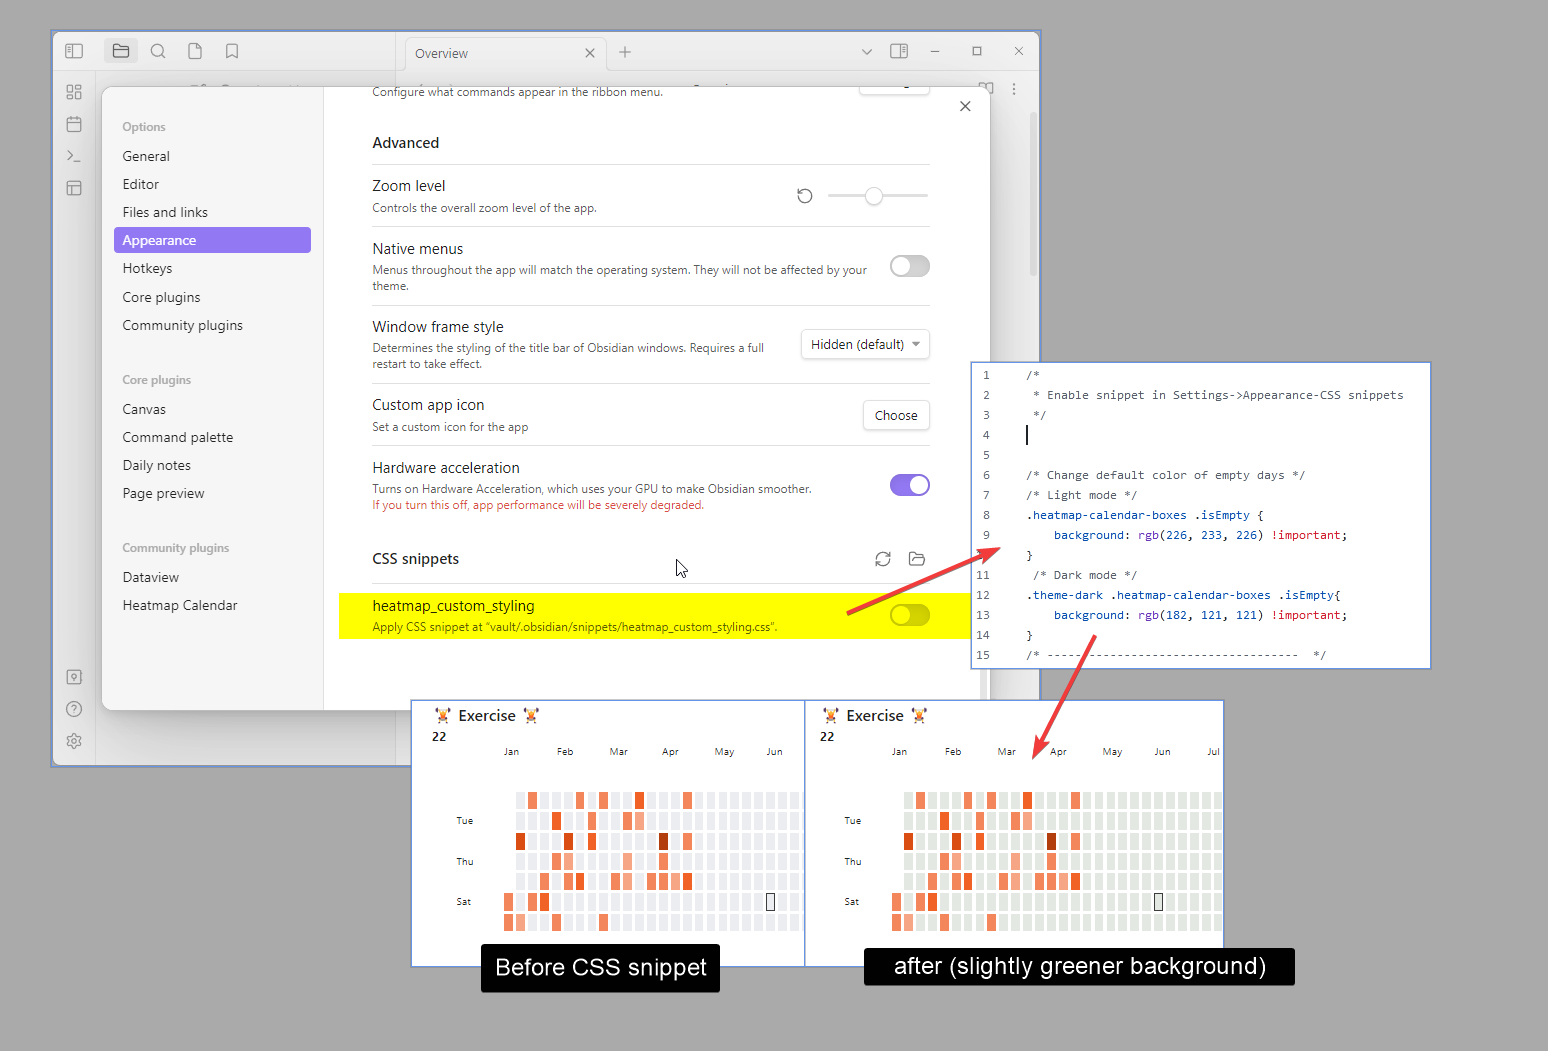 Overview
Configure what commands appear in the ribbon menu.
Options
General
Editor
Files and links
Appearance
Hotkeys
Core plugins
Community plugins
Core plugins
Canvas
Command palette
Daily notes
Page preview
Community plugins
Dataview
Heatmap Calendar
Advanced
Zoom level
Controls the overall zoom level of the app.
Native menus
Menus throughout the app will match the operating system. They will not be affected by your
theme.
Window frame style
Determines the styling of the title bar of Obsidian windows. Requires a full
restart to take effect.
Hidden (default)
Custom app icon
Set a custom icon for the app
Choose
Hardware acceleration
Turns on Hardware Acceleration, which uses your GPU to make Obsidian smoother.
If you turn this off, app performance will be severely degraded.
CSS snippets
heatmap_custom_styling
Apply CSS snippet at “vault/.obsidian/snippets/heatmap_custom_styling.css”.
1 /*
2 * Enable snippet in Settings->Appearance-CSS snippets
3 */
4
5
6 /* Change default color of empty days */
7 /* Light mode */
8 .heatmap-calendar-boxes .isEmpty {
9 background: rgb(226, 233, 226) !important;
}
11 /* Dark mode */
12 .theme-dark .heatmap-calendar-boxes .isEmpty{
13 background: rgb(182, 121, 121) !important;
14 }
15 /* ------------------------------------ */
Exercise
22
Jan Feb Mar Apr May Jun
Tue
Thu
Sat
Before CSS snippet
Exercise
22
Jan Feb Mar Apr May Jun Jul
Tue
Thu
Sat
after (slightly greener background)